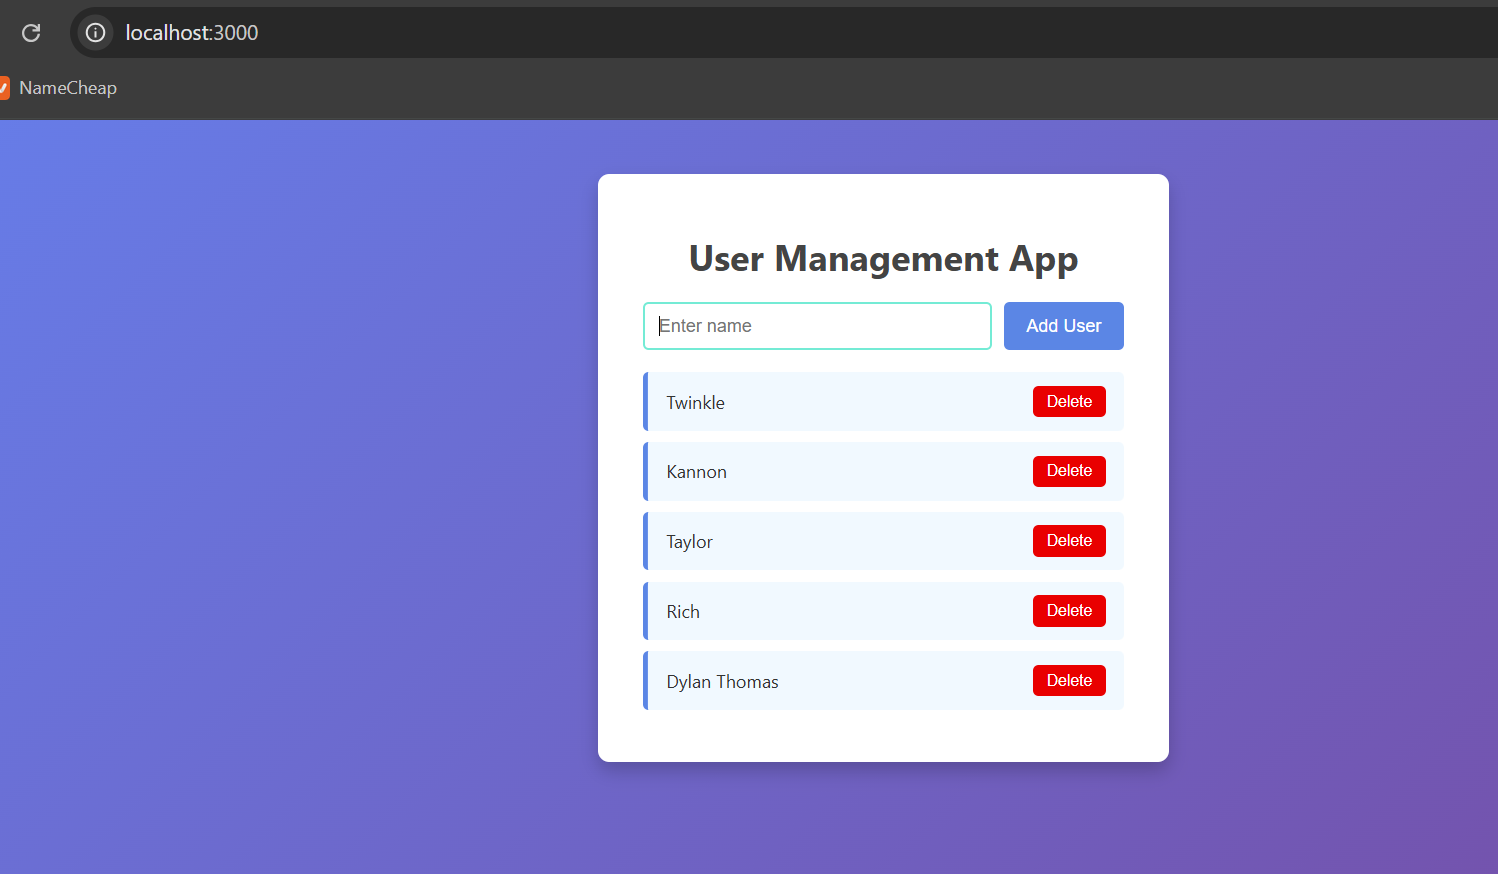 localhost:3000
NameCheap
User Management App
Enter name
Add User
Twinkle
Delete
Kannon
Delete
Taylor
Delete
Rich
Delete
Dylan Thomas
Delete